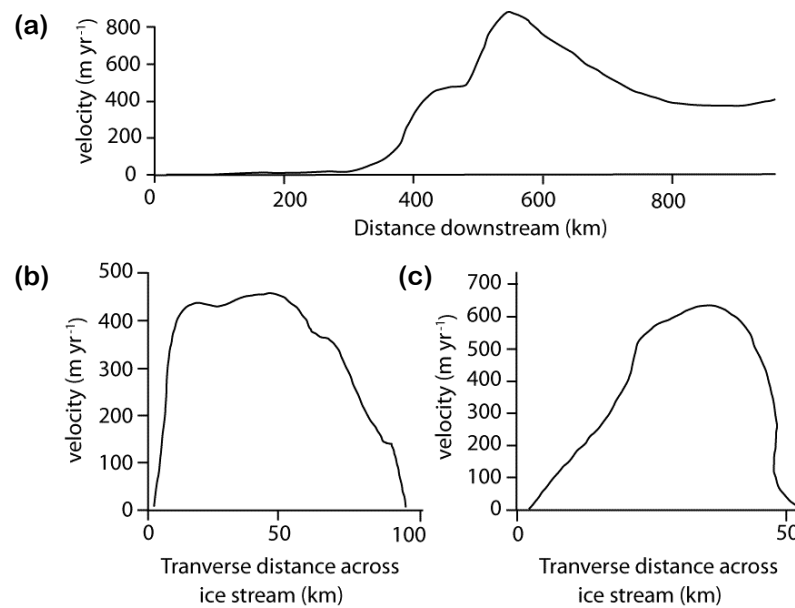 (a)
velocity (m yr⁻¹)
800
600
400
200
0
0 200 400 600 800
Distance downstream (km)
(b)
velocity (m yr⁻¹)
500
400
300
200
100
0
0 50 100
Tranverse distance across
ice stream (km)
(c)
velocity (m yr⁻¹)
700
600
500
400
300
200
100
0
0 50
Tranverse distance across
ice stream (km)